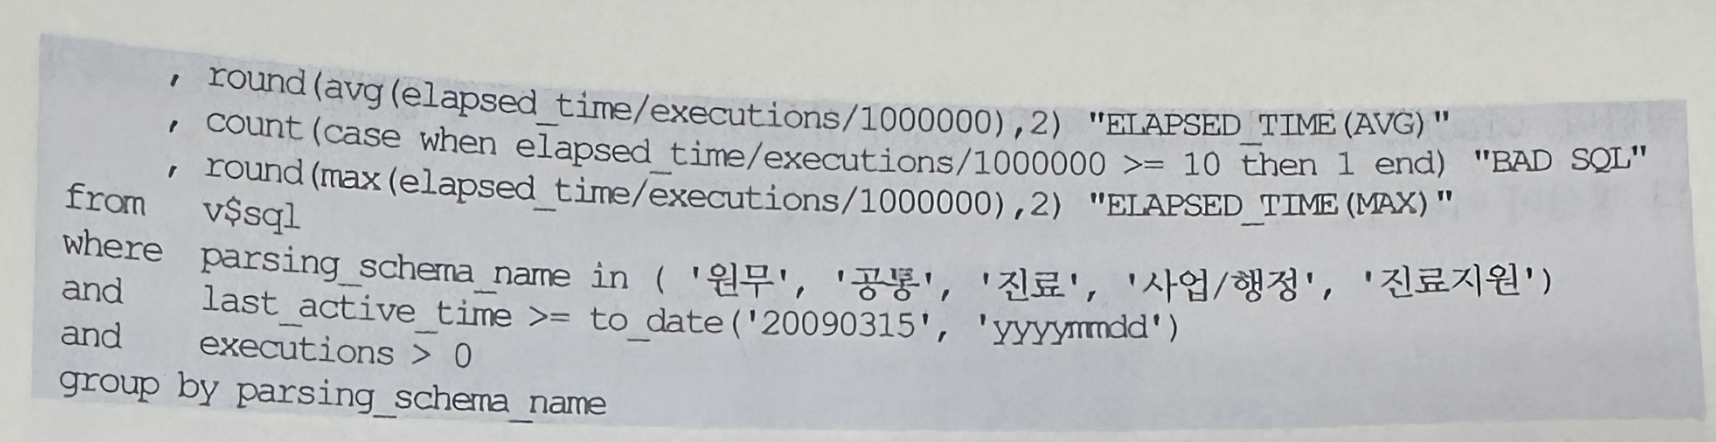 , round(avg(elapsed_time/executions/1000000),2) "ELAPSED_TIME(AVG)"
, count(case when elapsed_time/executions/1000000 >= 10 then 1 end) "BAD SQL"
, round(max(elapsed_time/executions/1000000),2) "ELAPSED_TIME(MAX)"
from v$sql
where parsing_schema_name in ( '원무', '공통', '진료', '사업/행정', '진료지원')
and last_active_time >= to_date('20090315', 'yyyymmdd')
and executions > 0
group by parsing_schema_name